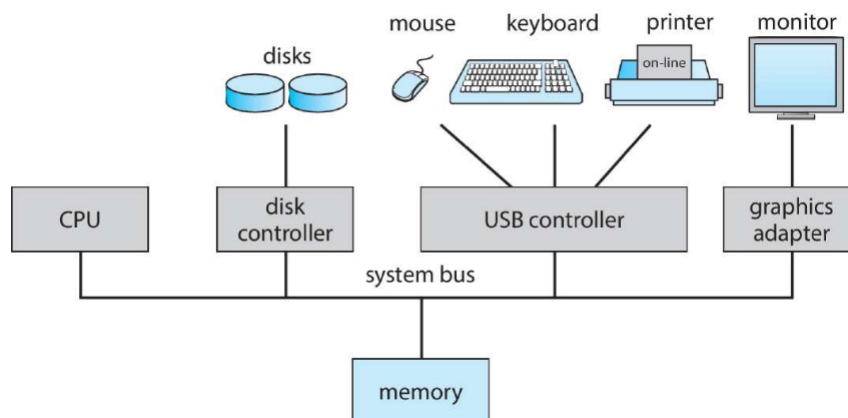 mouse
keyboard
printer
monitor
disks
on-line
CPU
disk
controller
USB controller
graphics
adapter
system bus
memory